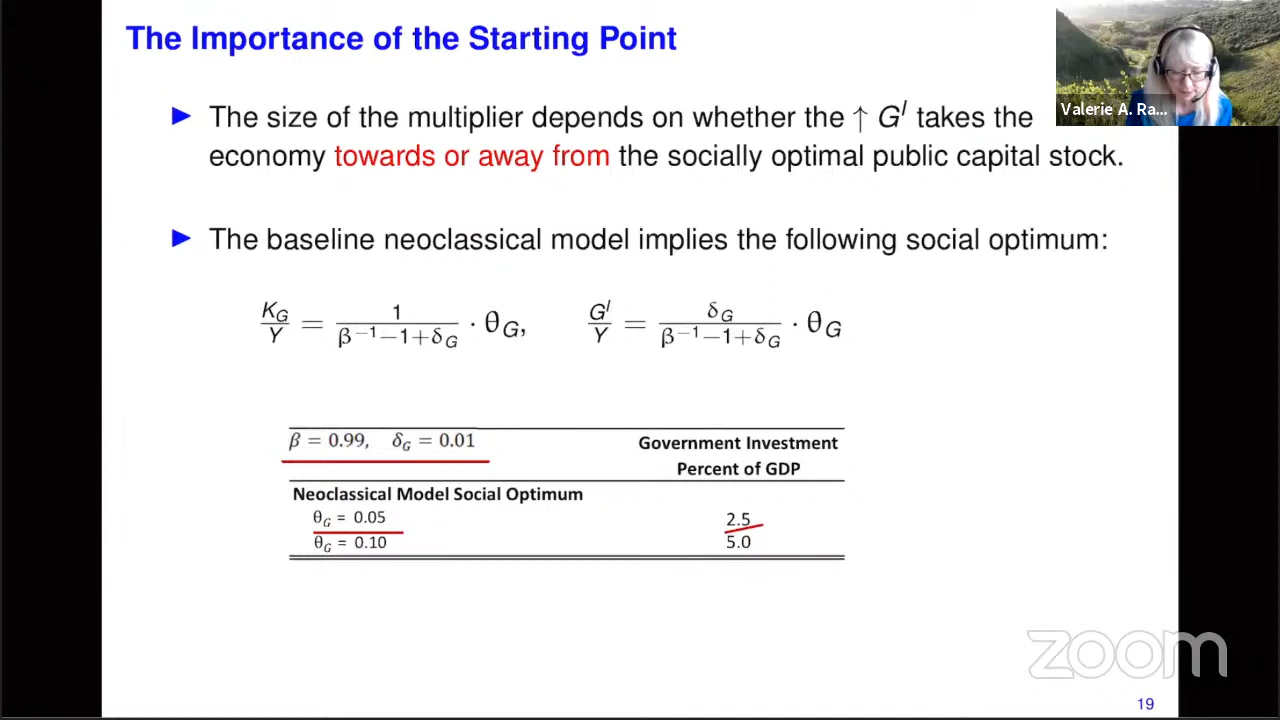 The Importance of the Starting Point
Valerie A. Ra...
▶ The size of the multiplier depends on whether the ↑ G^I takes the
economy towards or away from the socially optimal public capital stock.
▶ The baseline neoclassical model implies the following social optimum:
K_G/Y = 1/(β^−1−1+δ_G) · θ_G, G^I/Y = δ_G/(β^−1−1+δ_G) · θ_G
β = 0.99, δ_G = 0.01
Government Investment
Percent of GDP
Neoclassical Model Social Optimum
θ_G = 0.05 2.5
θ_G = 0.10 5.0
zoom
19